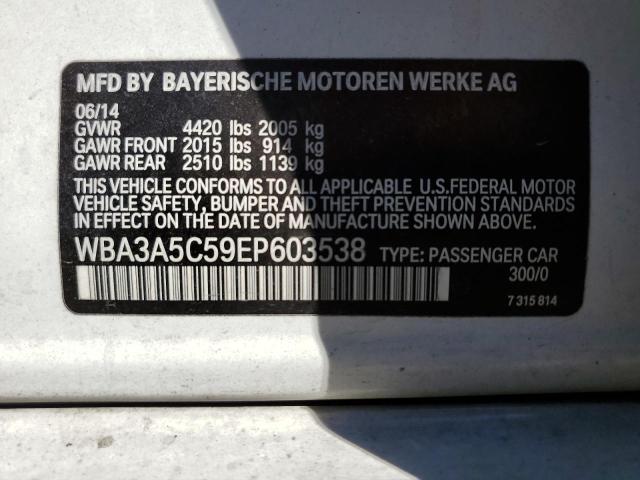 MFD BY BAYERISCHE MOTOREN WERKE AG
06/14
GVWR 4420 lbs 2005 kg
GAWR FRONT 2015 lbs 914 kg
GAWR REAR 2510 lbs 1139 kg
THIS VEHICLE CONFORMS TO ALL APPLICABLE U.S.FEDERAL MOTOR
VEHICLE SAFETY, BUMPER AND THEFT PREVENTION STANDARDS
IN EFFECT ON THE DATE OF MANUFACTURE SHOWN ABOVE.
WBA3A5C59EP603538 TYPE: PASSENGER CAR
300/0
7 315 814